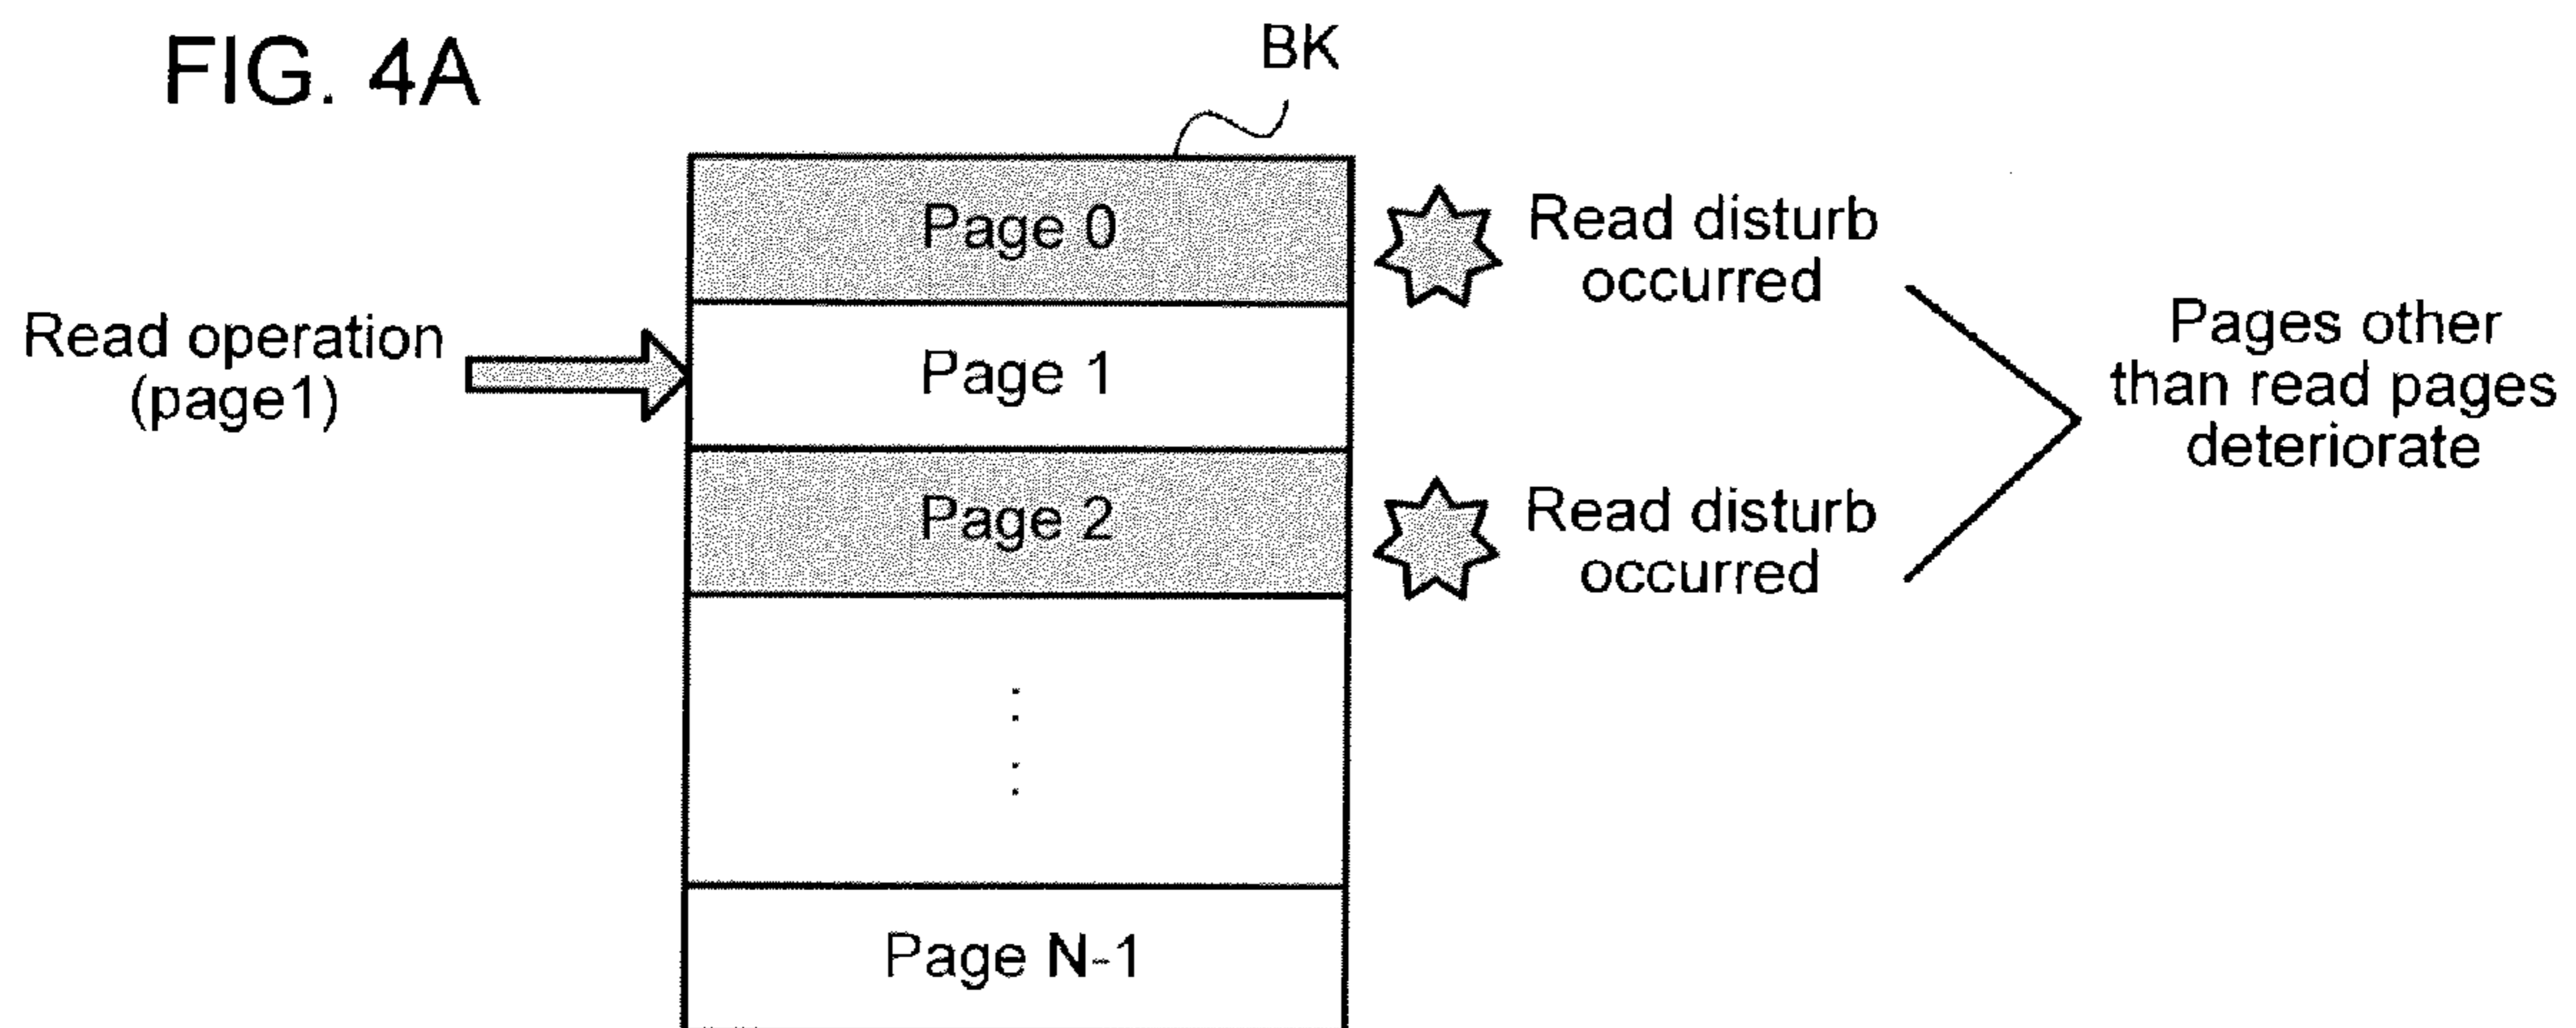 FIG. 4A
BK
Page 0
Read disturb
occurred
Read operation
(page1)
Page 1
Pages other
than read pages
deteriorate
Page 2
Read disturb
occurred
Page N-1